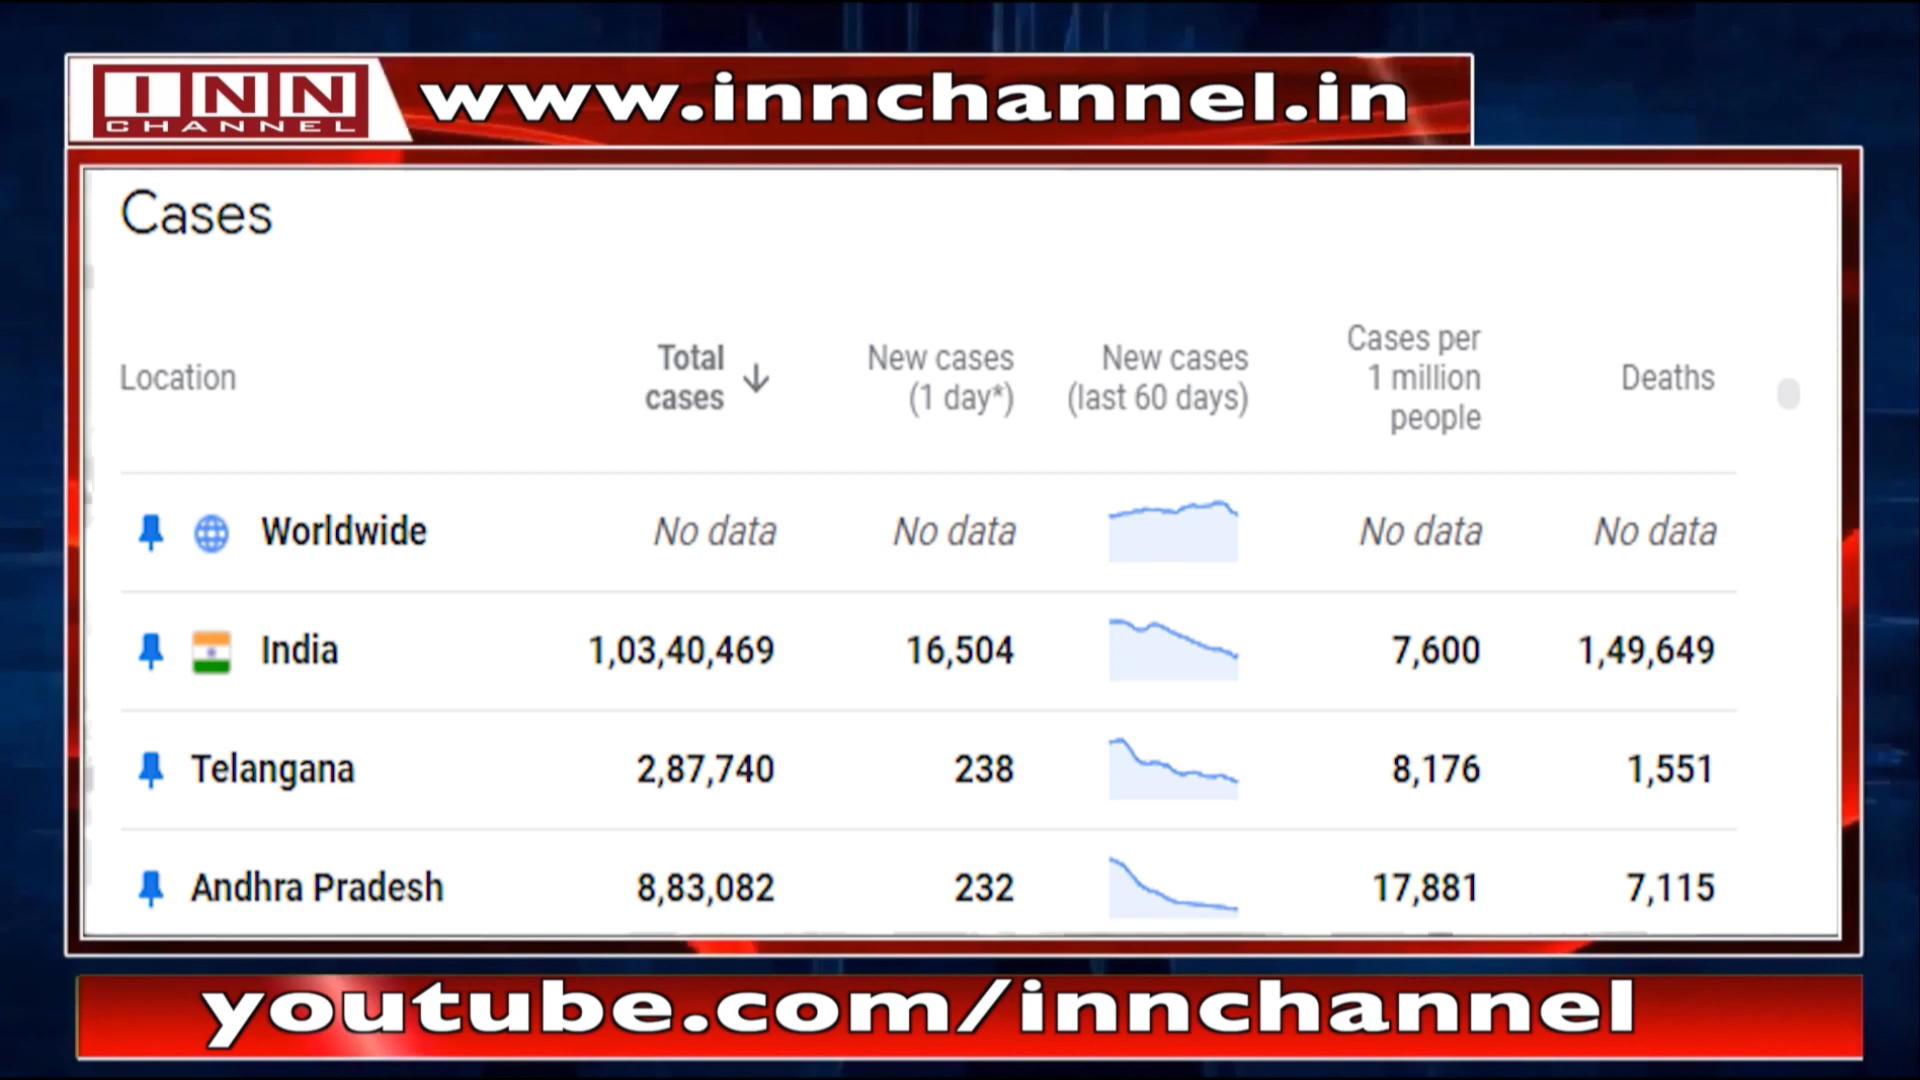 INN
CHANNEL
www.innchannel.in
Cases
Location Total cases ↓ New cases (1 day*) New cases (last 60 days) Cases per 1 million people Deaths
Worldwide No data No data No data No data
India 1,03,40,469 16,504 7,600 1,49,649
Telangana 2,87,740 238 8,176 1,551
Andhra Pradesh 8,83,082 232 17,881 7,115
youtube.com/innchannel